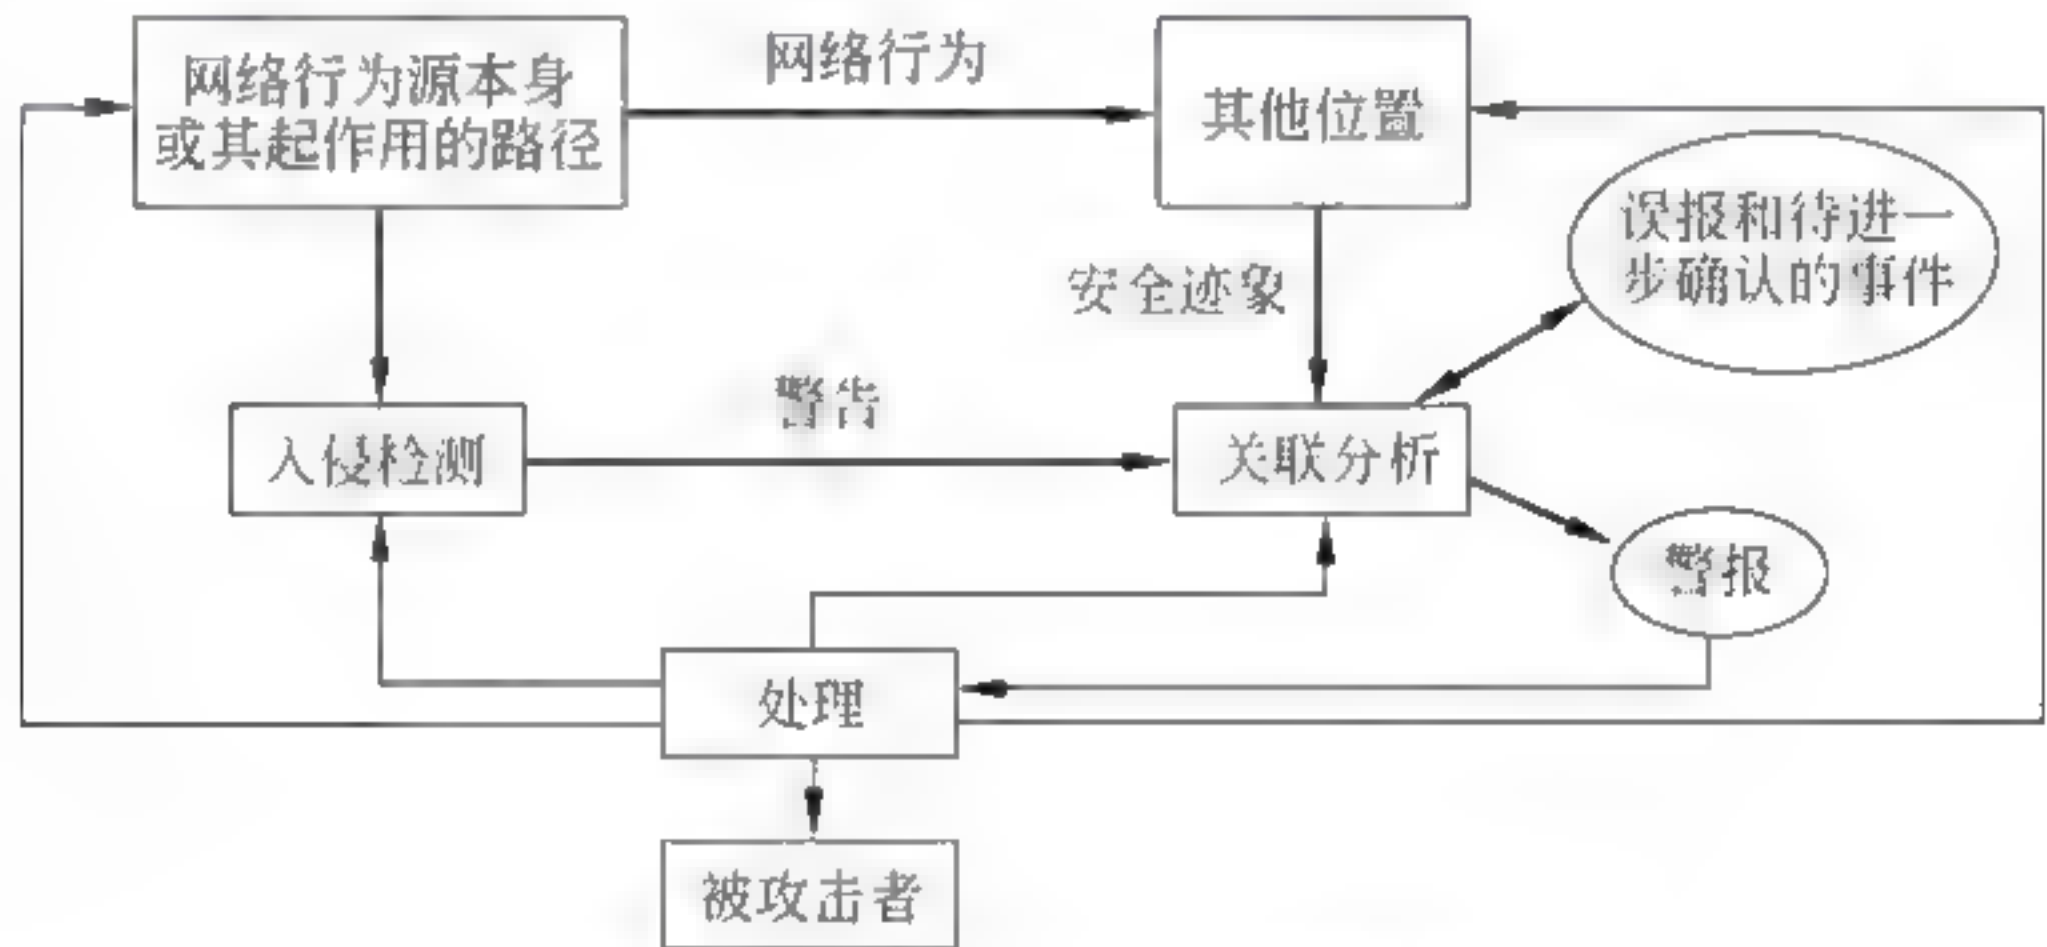 网络行为源本身
或其起作用的路径
网络行为
其他位置
误报和待进一
步确认的事件
安全迹象
警告
入侵检测
关联分析
警报
处理
被攻击者